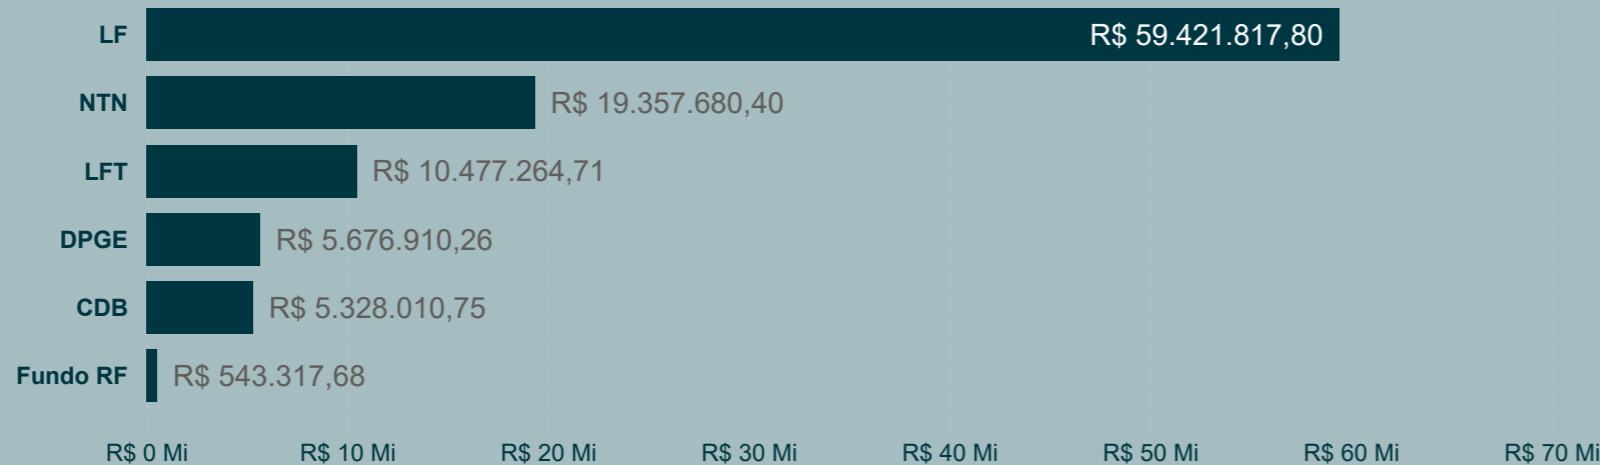 LF R$ 59.421.817,80
NTN R$ 19.357.680,40
LFT R$ 10.477.264,71
DPGE R$ 5.676.910,26
CDB R$ 5.328.010,75
Fundo RF R$ 543.317,68
R$ 0 Mi R$ 10 Mi R$ 20 Mi R$ 30 Mi R$ 40 Mi R$ 50 Mi R$ 60 Mi R$ 70 Mi